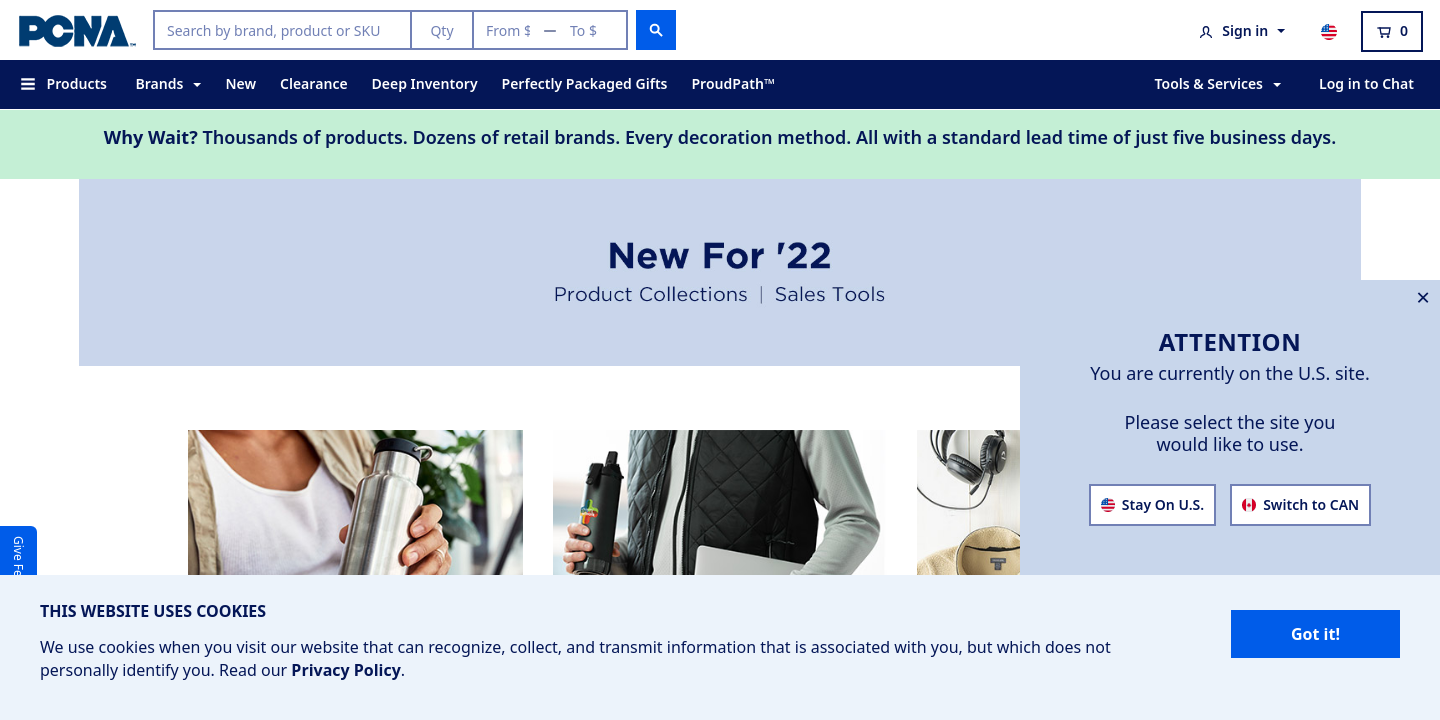 PCNA™
Search by brand, product or SKU
Qty
From $ — To $
Sign in
0
Products
Brands
New
Clearance
Deep Inventory
Perfectly Packaged Gifts
ProudPath™
Tools & Services
Log in to Chat
Why Wait? Thousands of products. Dozens of retail brands. Every decoration method. All with a standard lead time of just five business days.
New For '22
Product Collections | Sales Tools
ATTENTION
You are currently on the U.S. site.
Please select the site you
would like to use.
Stay On U.S.
Switch to CAN
Give Fe
THIS WEBSITE USES COOKIES
We use cookies when you visit our website that can recognize, collect, and transmit information that is associated with you, but which does not
personally identify you. Read our Privacy Policy.
Got it!